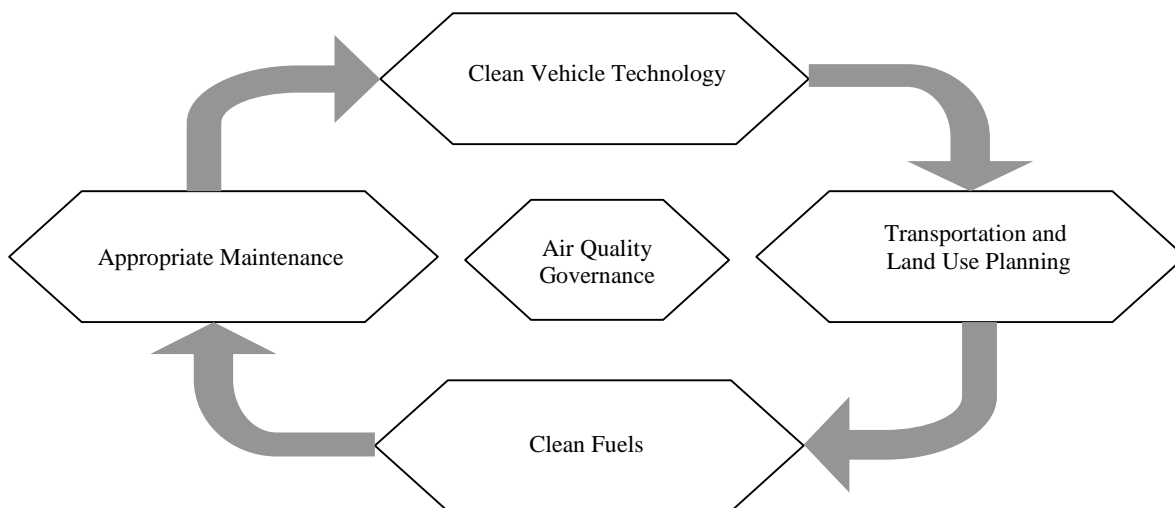 Clean Vehicle Technology
Appropriate Maintenance
Air Quality
Governance
Transportation and
Land Use Planning
Clean Fuels